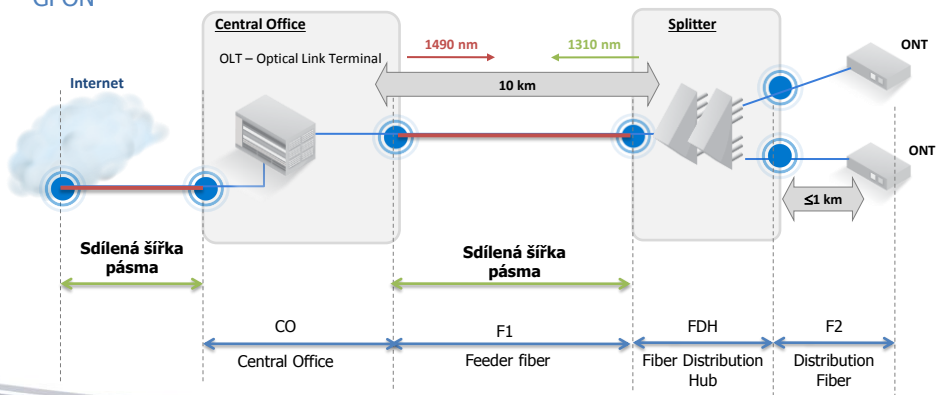 GPON
Central Office
Splitter
OLT – Optical Link Terminal
1490 nm
1310 nm
ONT
Internet
10 km
ONT
≤1 km
Sdílená šířka
pásma
Sdílená šířka
pásma
CO
F1
FDH
F2
Central Office
Feeder fiber
Fiber Distribution
Hub
Distribution
Fiber